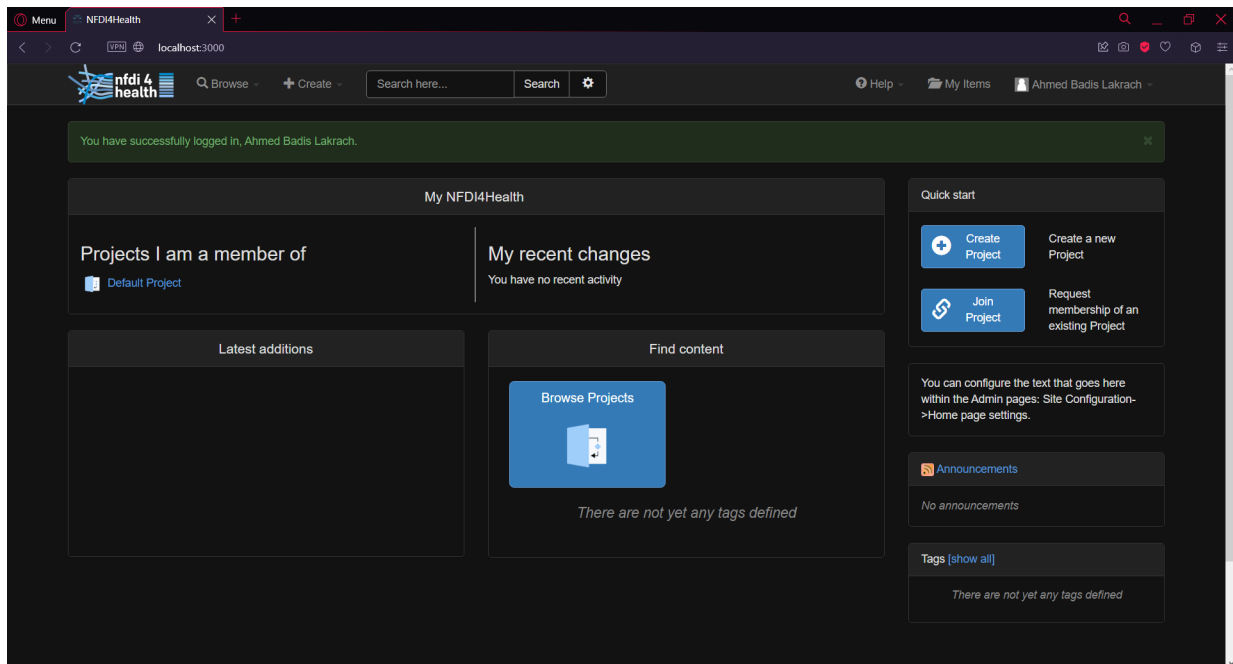 Menu
NFDI4Health
VPN
localhost:3000
nfdi 4
health
Browse
Create
Search here...
Search
Help
My Items
Ahmed Badis Lakrach
You have successfully logged in, Ahmed Badis Lakrach.
My NFDI4Health
Projects I am a member of
Default Project
My recent changes
You have no recent activity
Latest additions
Find content
Browse Projects
There are not yet any tags defined
Quick start
Create
Project
Create a new
Project
Join
Project
Request
membership of an
existing Project
You can configure the text that goes here
within the Admin pages: Site Configuration-
>Home page settings.
Announcements
No announcements
Tags [show all]
There are not yet any tags defined